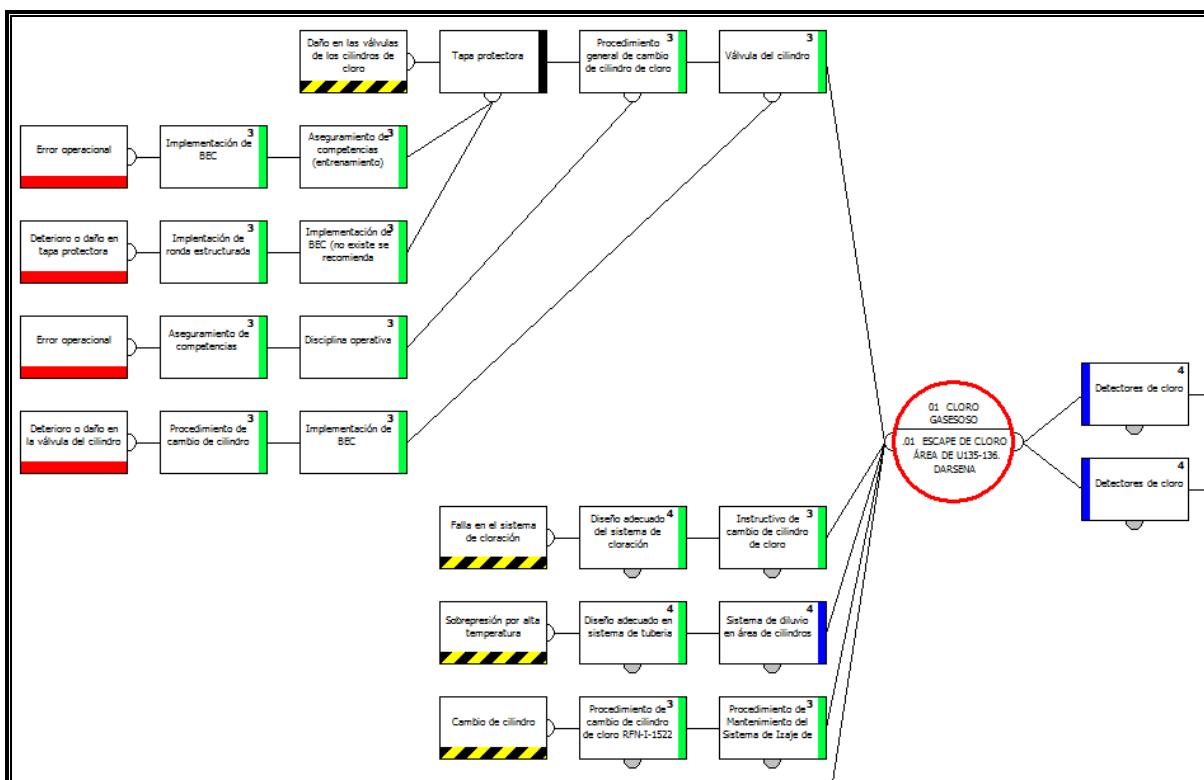 Daño en las válvulas
de los cilindros de
cloro
Tapa protectora
3
Procedimiento
general de cambio
de cilindro de cloro
3
Válvula del cilindro
Error operacional
3
Implementación de
BEC
3
Aseguramiento de
competencias
(entrenamiento)
Deterioro o daño en
tapa protectora
3
Implentación de
ronda estructurada
3
Implementación de
BEC (no existe se
recomienda
Error operacional
3
Aseguramiento de
competencias
3
Disciplina operativa
Deterioro o daño en
la válvula del cilindro
3
Procedimiento de
cambio de cilindro
3
Implementación de
BEC
01 CLORO
GASESOSO
.01 ESCAPE DE CLORO
ÁREA DE U135-136.
DARSENA
4
Detectores de cloro
4
Detectores de cloro
Falla en el sistema
de cloración
4
Diseño adecuado
del sistema de
cloración
3
Instructivo de
cambio de cilindro
de cloro
Sobrepresión por alta
temperatura
4
Diseño adecuado en
sistema de tuberia
4
Sistema de diluvio
en área de cilindros
Cambio de cilindro
3
Procedimiento de
cambio de cilindro
de cloro RFN-I-1522
3
Procedimiento de
Mantenimiento del
Sistema de Izaje de